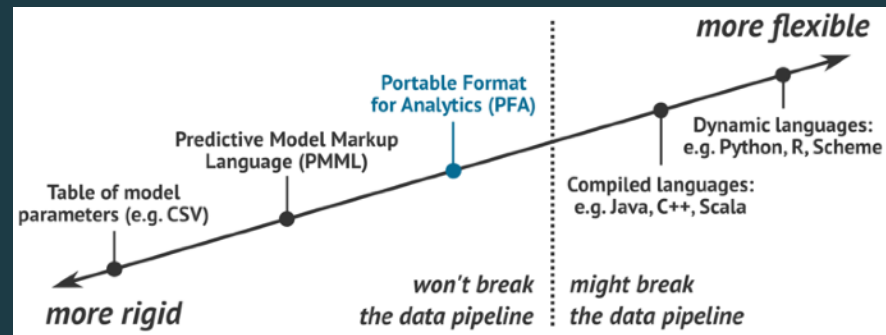 more flexible
Portable Format
for Analytics (PFA)
Predictive Model Markup
Language (PMML)
Dynamic languages:
e.g. Python, R, Scheme
Table of model
parameters (e.g. CSV)
Compiled languages:
e.g. Java, C++, Scala
more rigid
won't break
the data pipeline
might break
the data pipeline